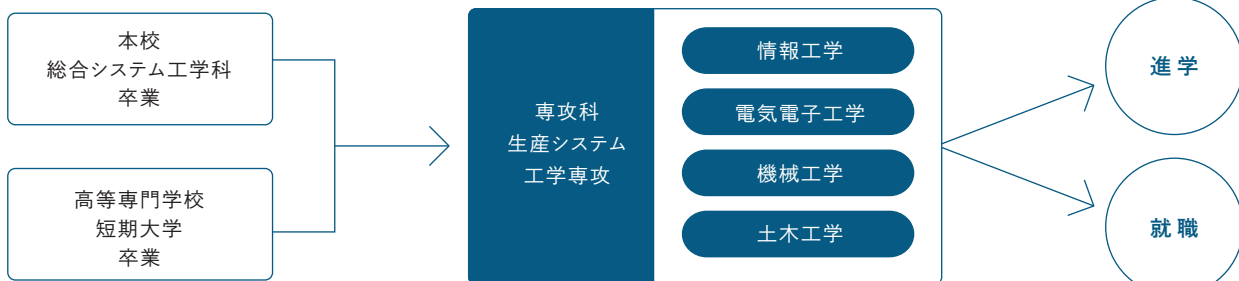 本校
総合システム工学科
卒業
高等専門学校
短期大学
卒業
専攻科
生産システム
工学専攻
情報工学
電気電子工学
機械工学
土木工学
進学
就職